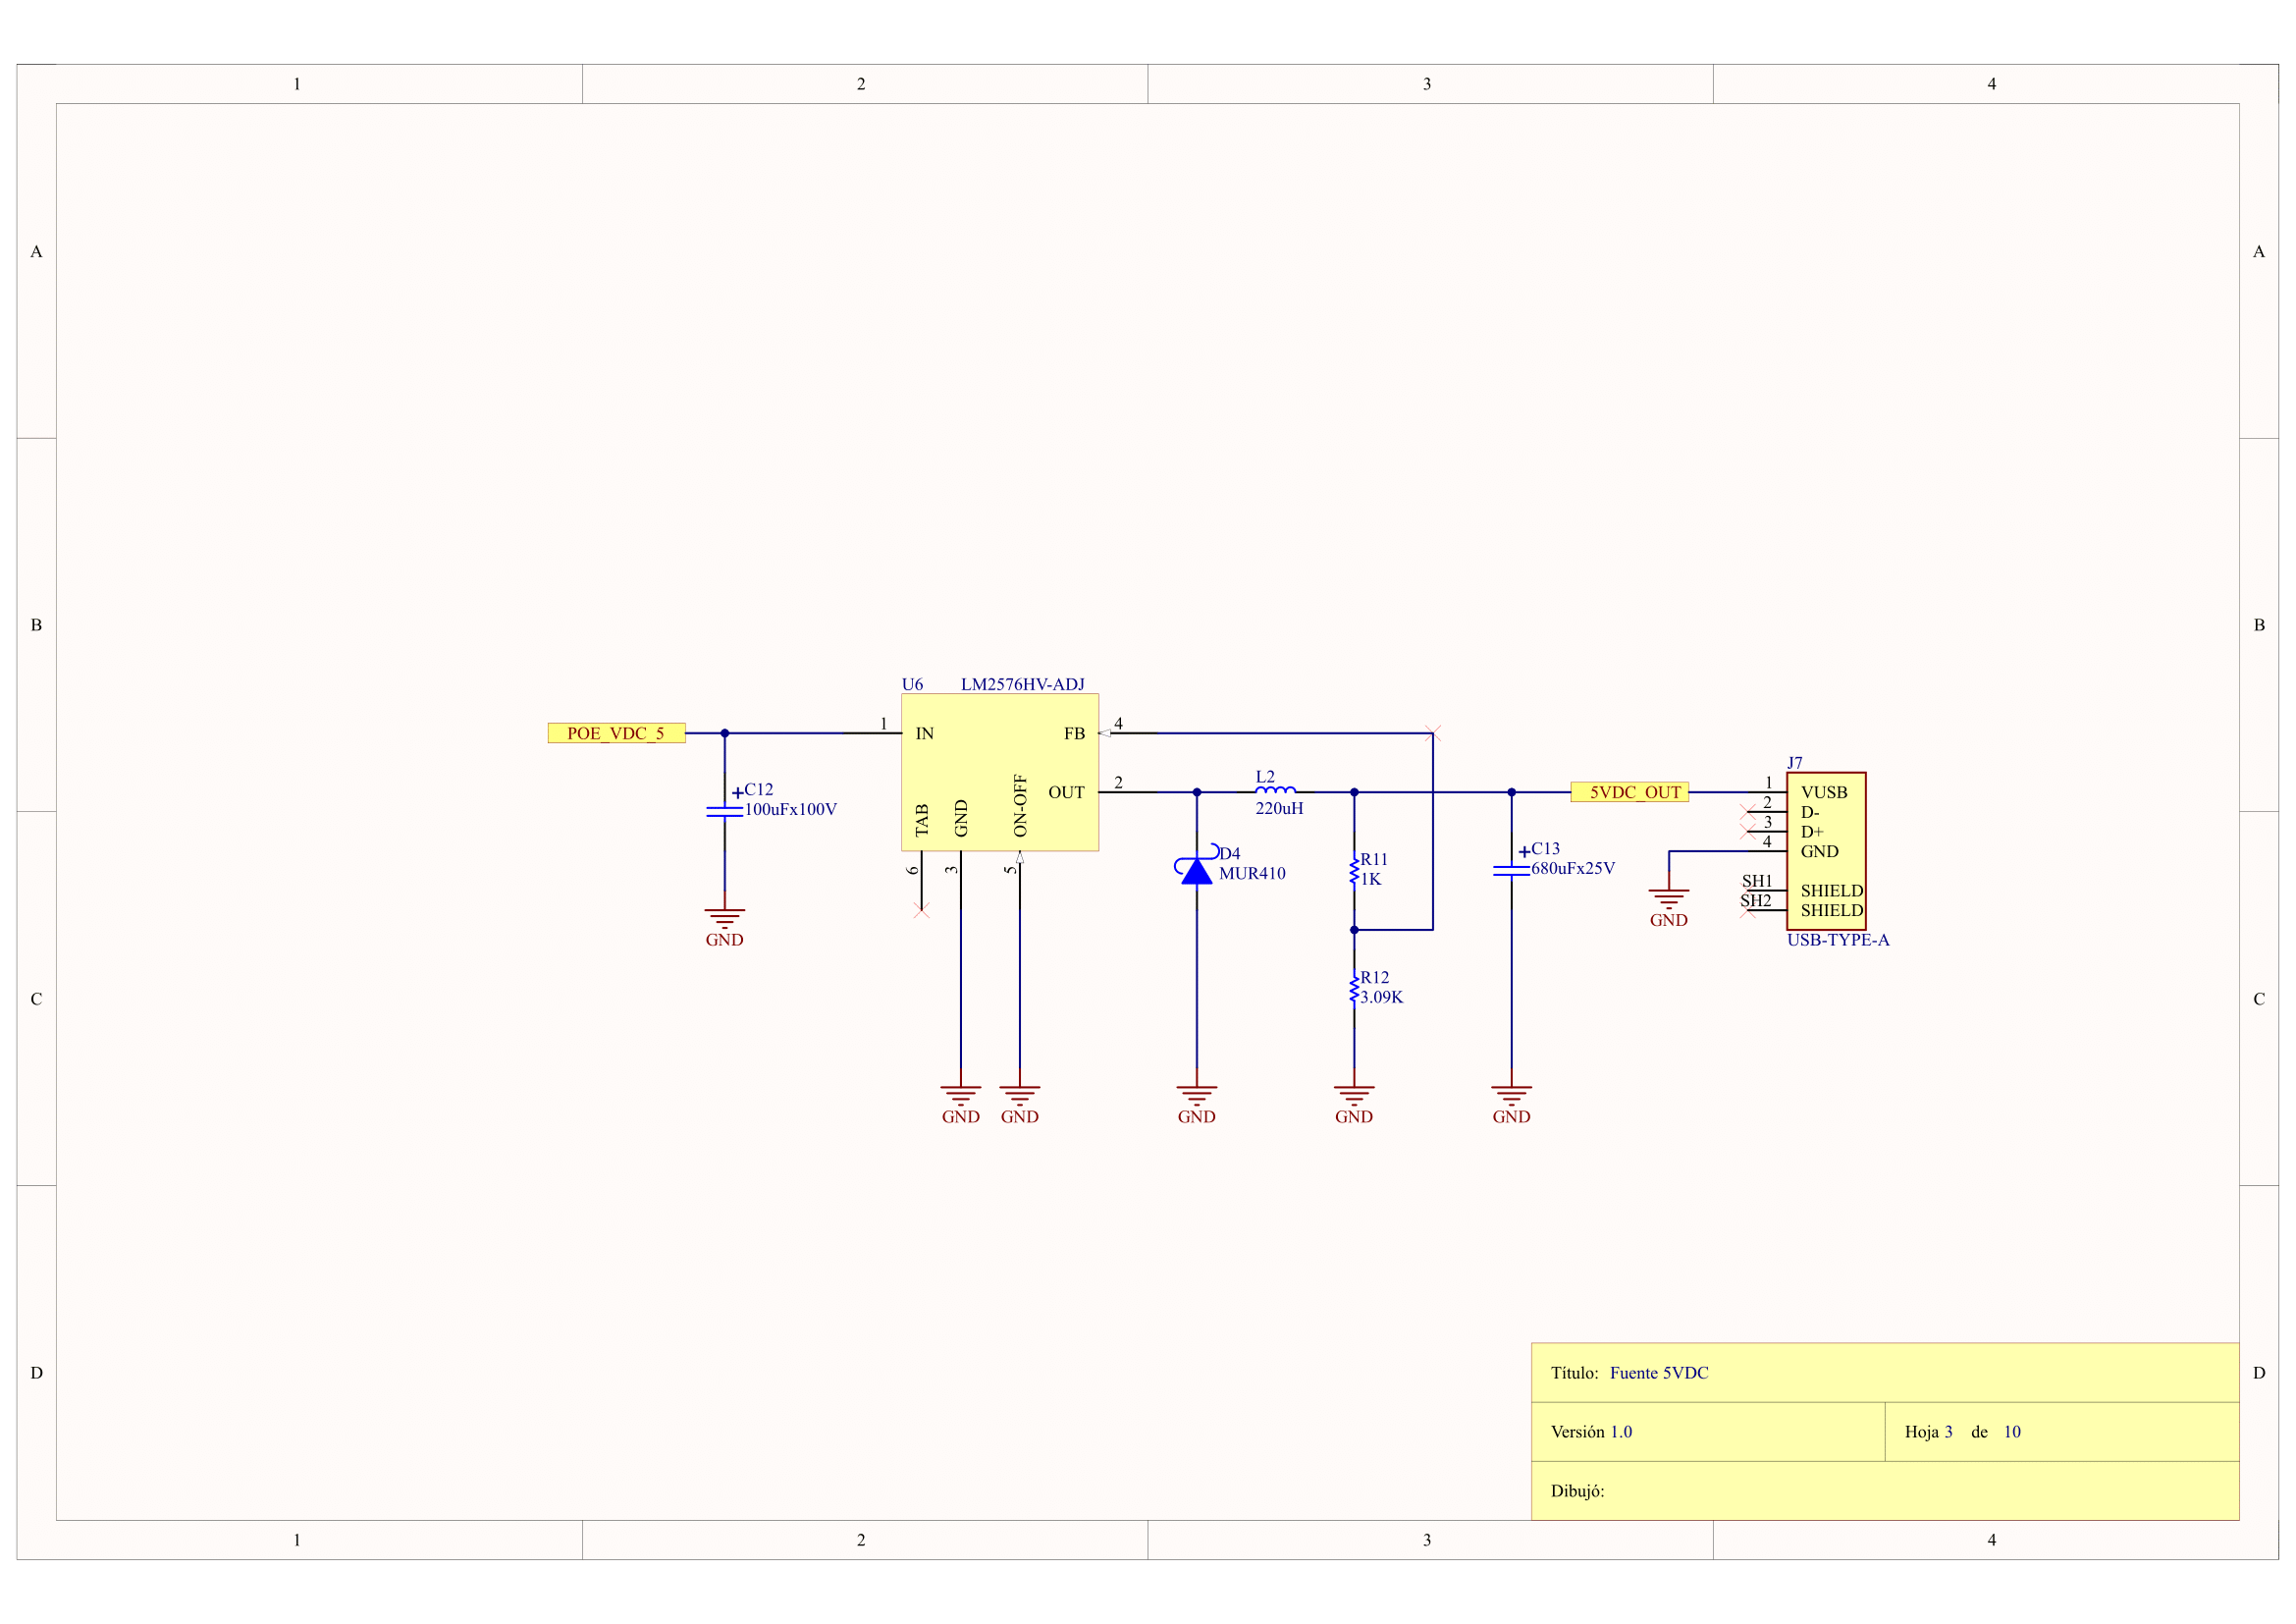 1 2 3 4
A A
B B
U6 LM2576HV-ADJ
POE_VDC_5
1 IN FB 4
C12
100uFx100V
TAB GND ON-OFF
OUT 2
6 3 5
L2
220uH
D4
MUR410
R11
1K
R12
3.09K
C13
680uFx25V
5VDC_OUT
J7
1 VUSB
2 D-
3 D+
4 GND
SH1 SHIELD
SH2 SHIELD
USB-TYPE-A
GND
GND
GND GND GND GND GND
C C
D D
Título: Fuente 5VDC
Versión 1.0 Hoja 3 de 10
Dibujó:
1 2 3 4